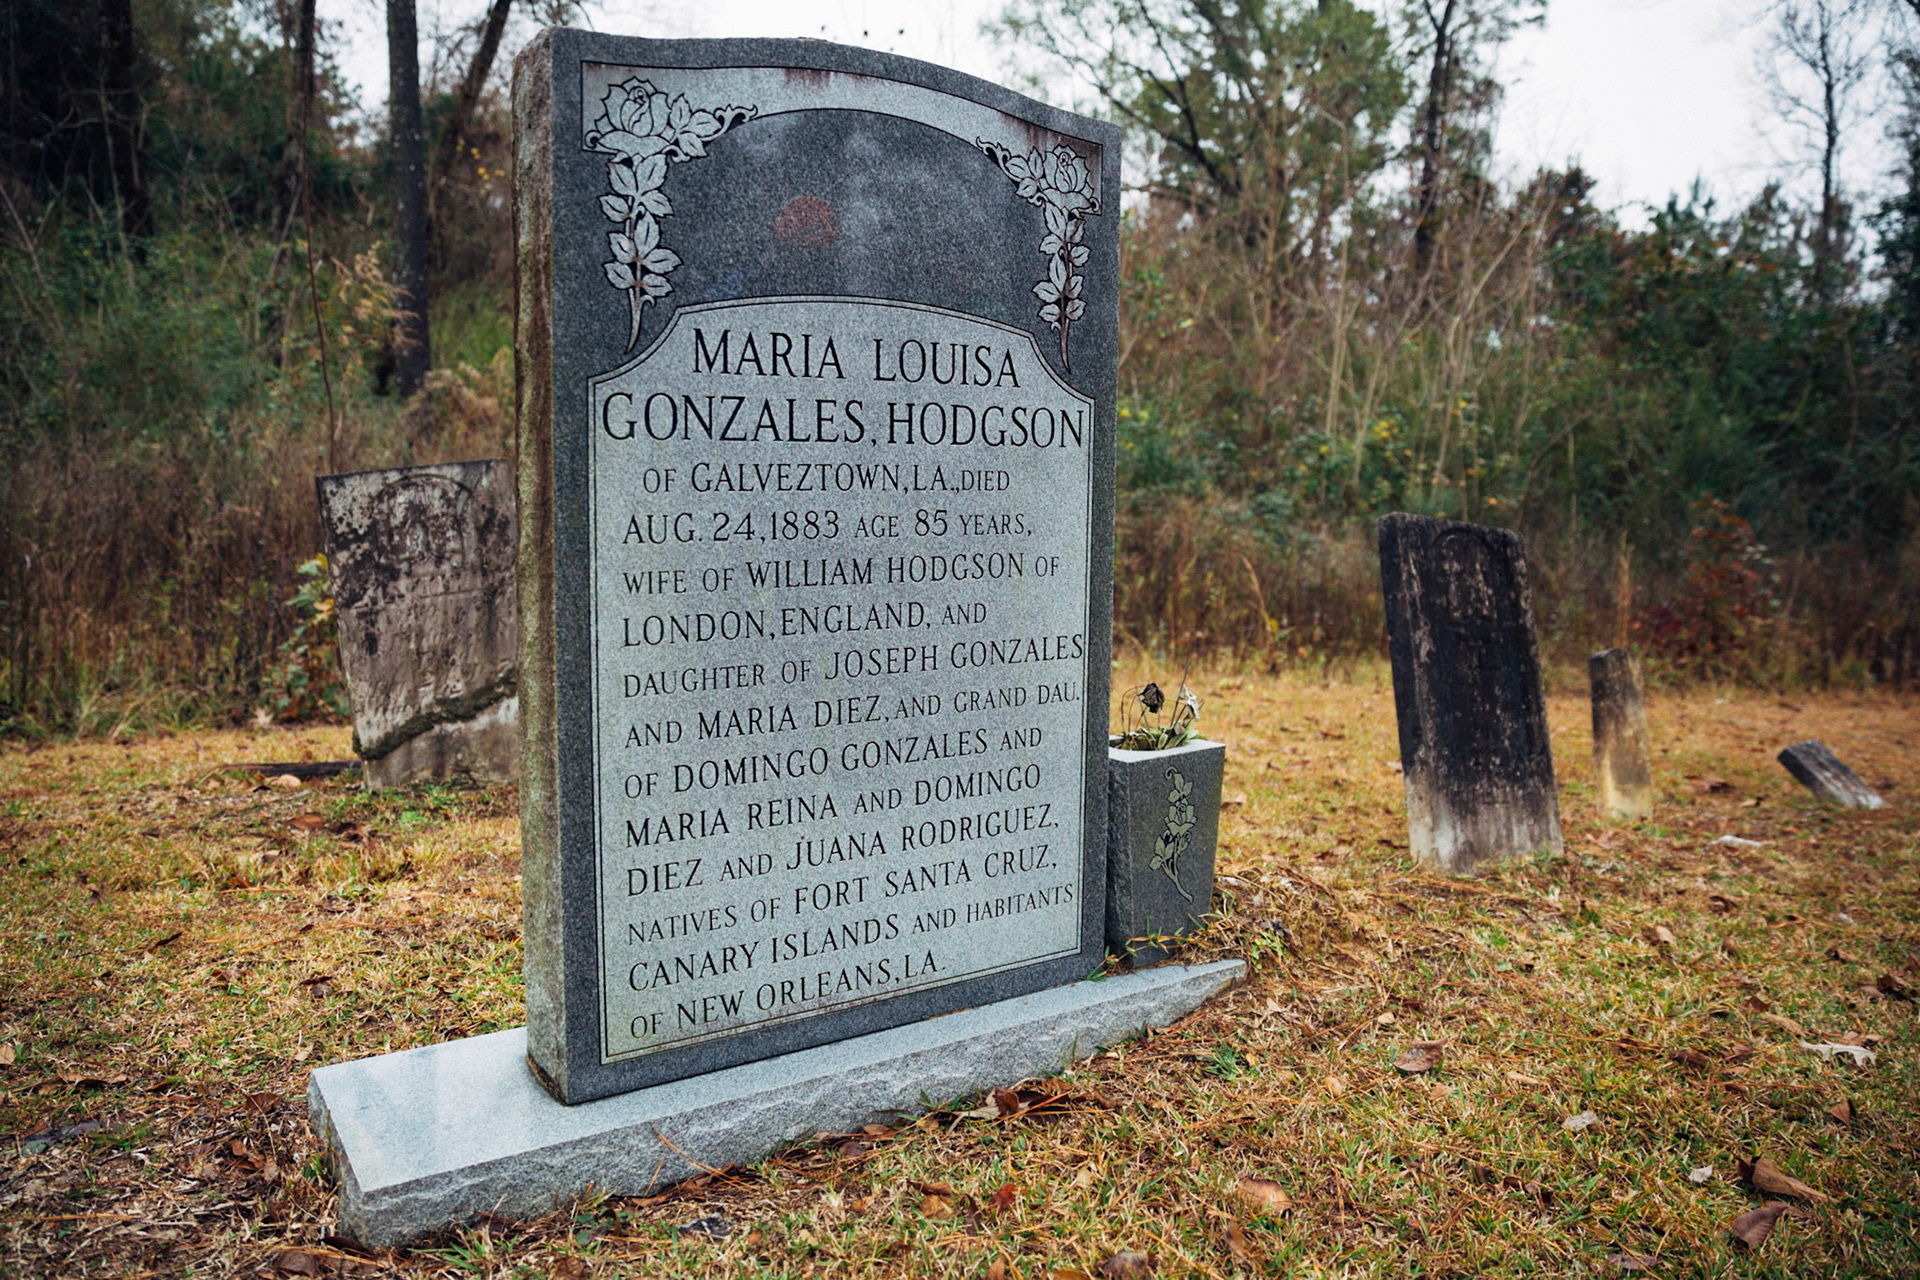 MARIA LOUISA
GONZALES, HODGSON
OF GALVEZTOWN, LA., DIED
AUG. 24, 1883 AGE 85 YEARS,
WIFE OF WILLIAM HODGSON OF
LONDON, ENGLAND, AND
DAUGHTER OF JOSEPH GONZALES
AND MARIA DIEZ, AND GRAND DAU.
OF DOMINGO GONZALES AND
MARIA REINA AND DOMINGO
DIEZ AND JUANA RODRIGUEZ,
NATIVES OF FORT SANTA CRUZ,
CANARY ISLANDS AND HABITANTS
OF NEW ORLEANS, LA.